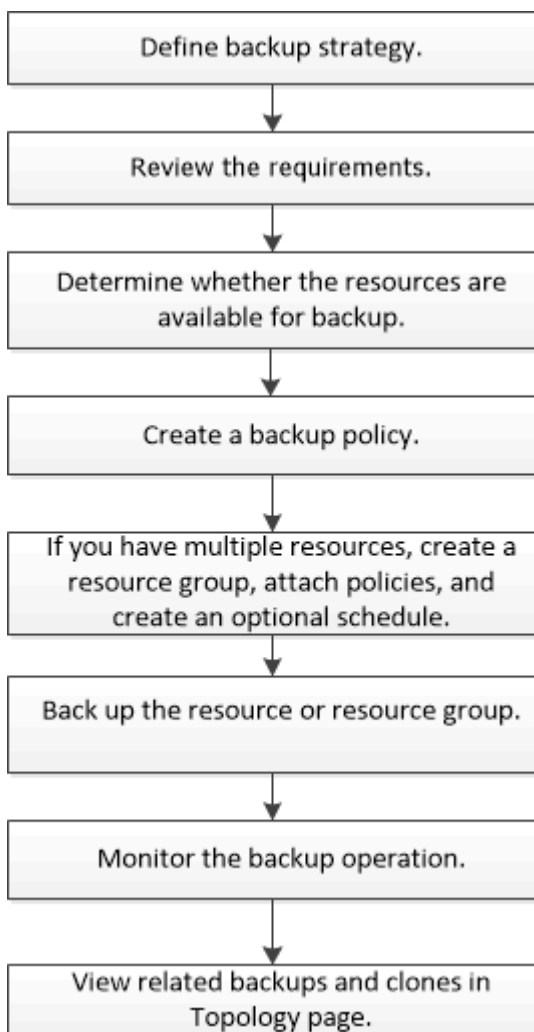 Define backup strategy.
Review the requirements.
Determine whether the resources are
available for backup.
Create a backup policy.
If you have multiple resources, create a
resource group, attach policies, and
create an optional schedule.
Back up the resource or resource group.
Monitor the backup operation.
View related backups and clones in
Topology page.